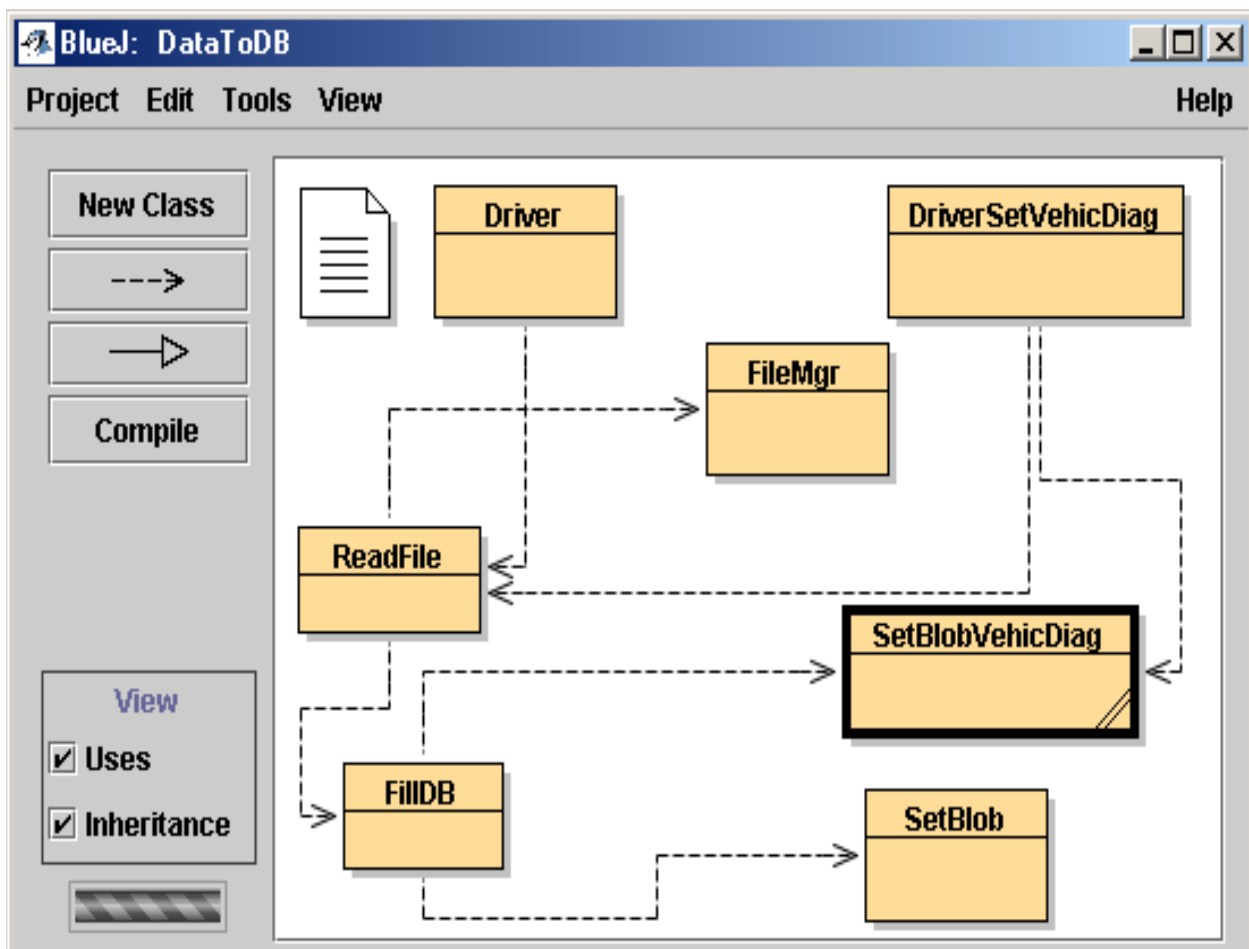 BlueJ: DataToDB
Project Edit Tools View Help
New Class
Compile
View
Uses
Inheritance
Driver
DriverSetVehicDiag
FileMgr
ReadFile
SetBlobVehicDiag
FillDB
SetBlob